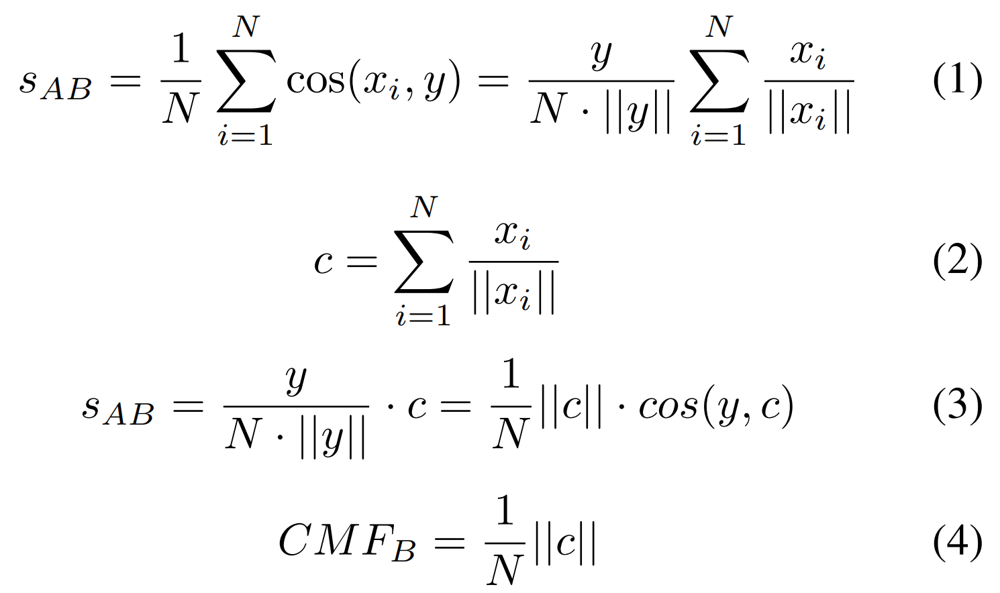 s_{AB} = \frac{1}{N} \sum_{i=1}^{N} \cos(x_i, y) = \frac{y}{N \cdot ||y||} \sum_{i=1}^{N} \frac{x_i}{||x_i||} (1)
c = \sum_{i=1}^{N} \frac{x_i}{||x_i||} (2)
s_{AB} = \frac{y}{N \cdot ||y||} \cdot c = \frac{1}{N} ||c|| \cdot cos(y, c) (3)
CMF_B = \frac{1}{N} ||c|| (4)